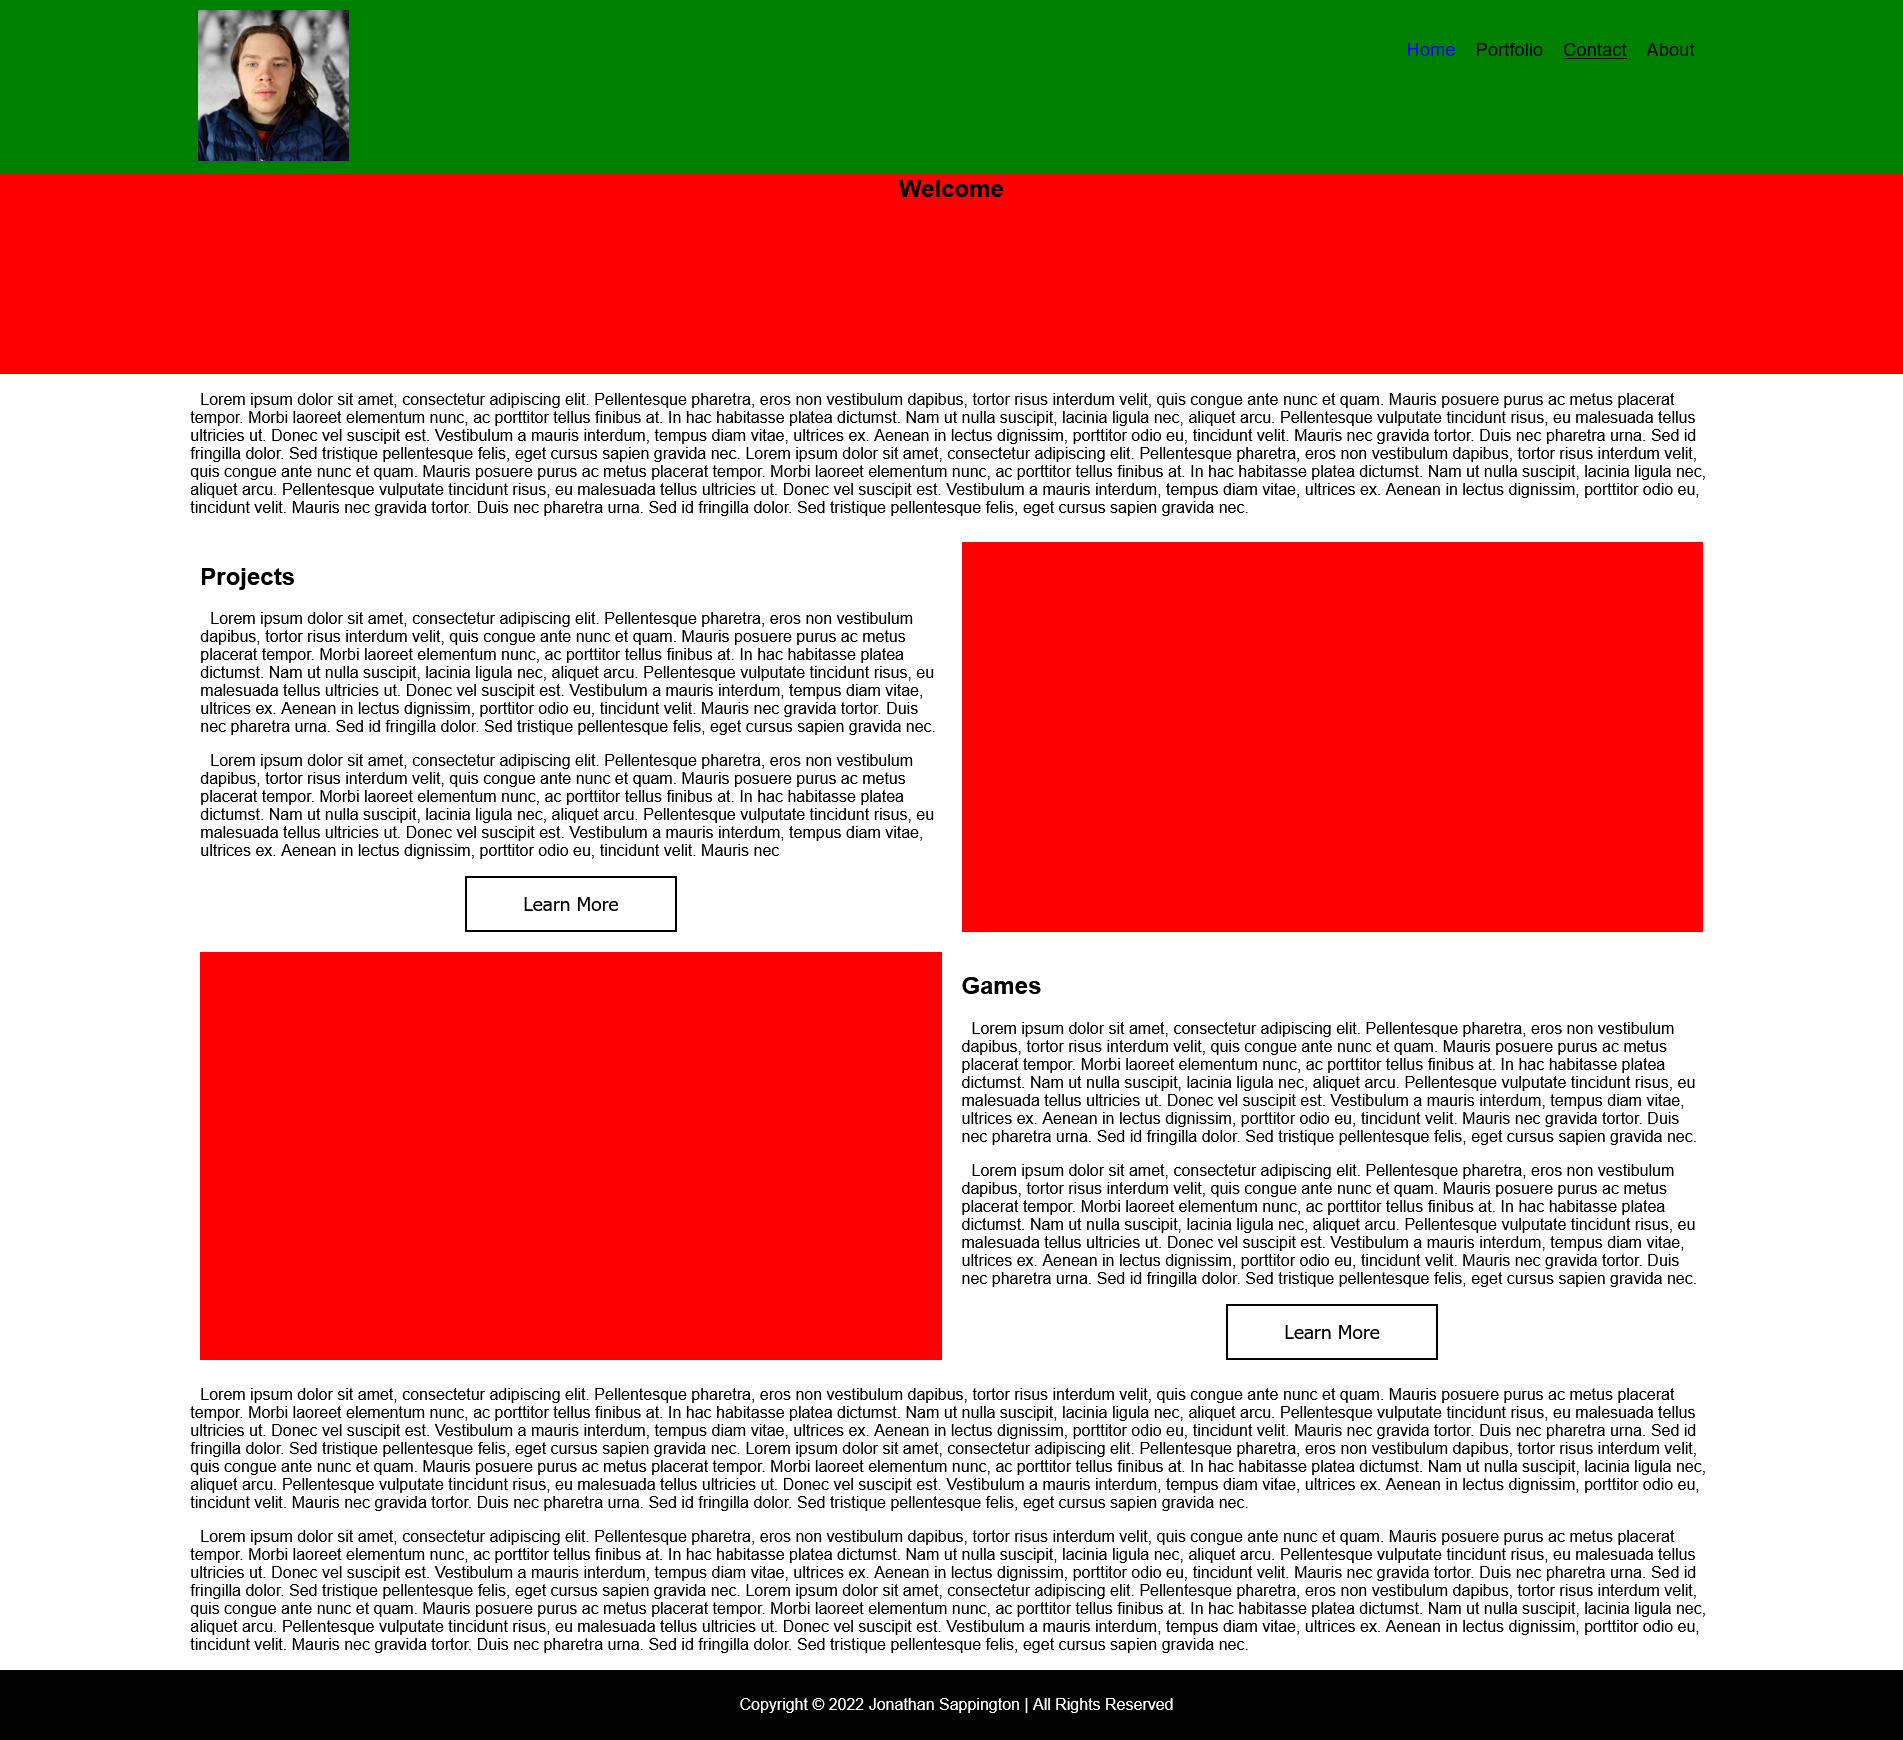 Home Portfolio Contact About
Welcome
Lorem ipsum dolor sit amet, consectetur adipiscing elit. Pellentesque pharetra, eros non vestibulum dapibus, tortor risus interdum velit, quis congue ante nunc et quam. Mauris posuere purus ac metus placerat
tempor. Morbi laoreet elementum nunc, ac porttitor tellus finibus at. In hac habitasse platea dictumst. Nam ut nulla suscipit, lacinia ligula nec, aliquet arcu. Pellentesque vulputate tincidunt risus, eu malesuada tellus
ultricies ut. Donec vel suscipit est. Vestibulum a mauris interdum, tempus diam vitae, ultrices ex. Aenean in lectus dignissim, porttitor odio eu, tincidunt velit. Mauris nec gravida tortor. Duis nec pharetra urna. Sed id
fringilla dolor. Sed tristique pellentesque felis, eget cursus sapien gravida nec. Lorem ipsum dolor sit amet, consectetur adipiscing elit. Pellentesque pharetra, eros non vestibulum dapibus, tortor risus interdum velit,
quis congue ante nunc et quam. Mauris posuere purus ac metus placerat tempor. Morbi laoreet elementum nunc, ac porttitor tellus finibus at. In hac habitasse platea dictumst. Nam ut nulla suscipit, lacinia ligula nec,
aliquet arcu. Pellentesque vulputate tincidunt risus, eu malesuada tellus ultricies ut. Donec vel suscipit est. Vestibulum a mauris interdum, tempus diam vitae, ultrices ex. Aenean in lectus dignissim, porttitor odio eu,
tincidunt velit. Mauris nec gravida tortor. Duis nec pharetra urna. Sed id fringilla dolor. Sed tristique pellentesque felis, eget cursus sapien gravida nec.
Projects
Lorem ipsum dolor sit amet, consectetur adipiscing elit. Pellentesque pharetra, eros non vestibulum
dapibus, tortor risus interdum velit, quis congue ante nunc et quam. Mauris posuere purus ac metus
placerat tempor. Morbi laoreet elementum nunc, ac porttitor tellus finibus at. In hac habitasse platea
dictumst. Nam ut nulla suscipit, lacinia ligula nec, aliquet arcu. Pellentesque vulputate tincidunt risus, eu
malesuada tellus ultricies ut. Donec vel suscipit est. Vestibulum a mauris interdum, tempus diam vitae,
ultrices ex. Aenean in lectus dignissim, porttitor odio eu, tincidunt velit. Mauris nec gravida tortor. Duis
nec pharetra urna. Sed id fringilla dolor. Sed tristique pellentesque felis, eget cursus sapien gravida nec.
Lorem ipsum dolor sit amet, consectetur adipiscing elit. Pellentesque pharetra, eros non vestibulum
dapibus, tortor risus interdum velit, quis congue ante nunc et quam. Mauris posuere purus ac metus
placerat tempor. Morbi laoreet elementum nunc, ac porttitor tellus finibus at. In hac habitasse platea
dictumst. Nam ut nulla suscipit, lacinia ligula nec, aliquet arcu. Pellentesque vulputate tincidunt risus, eu
malesuada tellus ultricies ut. Donec vel suscipit est. Vestibulum a mauris interdum, tempus diam vitae,
ultrices ex. Aenean in lectus dignissim, porttitor odio eu, tincidunt velit. Mauris nec
Learn More
Games
Lorem ipsum dolor sit amet, consectetur adipiscing elit. Pellentesque pharetra, eros non vestibulum
dapibus, tortor risus interdum velit, quis congue ante nunc et quam. Mauris posuere purus ac metus
placerat tempor. Morbi laoreet elementum nunc, ac porttitor tellus finibus at. In hac habitasse platea
dictumst. Nam ut nulla suscipit, lacinia ligula nec, aliquet arcu. Pellentesque vulputate tincidunt risus, eu
malesuada tellus ultricies ut. Donec vel suscipit est. Vestibulum a mauris interdum, tempus diam vitae,
ultrices ex. Aenean in lectus dignissim, porttitor odio eu, tincidunt velit. Mauris nec gravida tortor. Duis
nec pharetra urna. Sed id fringilla dolor. Sed tristique pellentesque felis, eget cursus sapien gravida nec.
Lorem ipsum dolor sit amet, consectetur adipiscing elit. Pellentesque pharetra, eros non vestibulum
dapibus, tortor risus interdum velit, quis congue ante nunc et quam. Mauris posuere purus ac metus
placerat tempor. Morbi laoreet elementum nunc, ac porttitor tellus finibus at. In hac habitasse platea
dictumst. Nam ut nulla suscipit, lacinia ligula nec, aliquet arcu. Pellentesque vulputate tincidunt risus, eu
malesuada tellus ultricies ut. Donec vel suscipit est. Vestibulum a mauris interdum, tempus diam vitae,
ultrices ex. Aenean in lectus dignissim, porttitor odio eu, tincidunt velit. Mauris nec gravida tortor. Duis
nec pharetra urna. Sed id fringilla dolor. Sed tristique pellentesque felis, eget cursus sapien gravida nec.
Learn More
Lorem ipsum dolor sit amet, consectetur adipiscing elit. Pellentesque pharetra, eros non vestibulum dapibus, tortor risus interdum velit, quis congue ante nunc et quam. Mauris posuere purus ac metus placerat
tempor. Morbi laoreet elementum nunc, ac porttitor tellus finibus at. In hac habitasse platea dictumst. Nam ut nulla suscipit, lacinia ligula nec, aliquet arcu. Pellentesque vulputate tincidunt risus, eu malesuada tellus
ultricies ut. Donec vel suscipit est. Vestibulum a mauris interdum, tempus diam vitae, ultrices ex. Aenean in lectus dignissim, porttitor odio eu, tincidunt velit. Mauris nec gravida tortor. Duis nec pharetra urna. Sed id
fringilla dolor. Sed tristique pellentesque felis, eget cursus sapien gravida nec. Lorem ipsum dolor sit amet, consectetur adipiscing elit. Pellentesque pharetra, eros non vestibulum dapibus, tortor risus interdum velit,
quis congue ante nunc et quam. Mauris posuere purus ac metus placerat tempor. Morbi laoreet elementum nunc, ac porttitor tellus finibus at. In hac habitasse platea dictumst. Nam ut nulla suscipit, lacinia ligula nec,
aliquet arcu. Pellentesque vulputate tincidunt risus, eu malesuada tellus ultricies ut. Donec vel suscipit est. Vestibulum a mauris interdum, tempus diam vitae, ultrices ex. Aenean in lectus dignissim, porttitor odio eu,
tincidunt velit. Mauris nec gravida tortor. Duis nec pharetra urna. Sed id fringilla dolor. Sed tristique pellentesque felis, eget cursus sapien gravida nec.
Lorem ipsum dolor sit amet, consectetur adipiscing elit. Pellentesque pharetra, eros non vestibulum dapibus, tortor risus interdum velit, quis congue ante nunc et quam. Mauris posuere purus ac metus placerat
tempor. Morbi laoreet elementum nunc, ac porttitor tellus finibus at. In hac habitasse platea dictumst. Nam ut nulla suscipit, lacinia ligula nec, aliquet arcu. Pellentesque vulputate tincidunt risus, eu malesuada tellus
ultricies ut. Donec vel suscipit est. Vestibulum a mauris interdum, tempus diam vitae, ultrices ex. Aenean in lectus dignissim, porttitor odio eu, tincidunt velit. Mauris nec gravida tortor. Duis nec pharetra urna. Sed id
fringilla dolor. Sed tristique pellentesque felis, eget cursus sapien gravida nec. Lorem ipsum dolor sit amet, consectetur adipiscing elit. Pellentesque pharetra, eros non vestibulum dapibus, tortor risus interdum velit,
quis congue ante nunc et quam. Mauris posuere purus ac metus placerat tempor. Morbi laoreet elementum nunc, ac porttitor tellus finibus at. In hac habitasse platea dictumst. Nam ut nulla suscipit, lacinia ligula nec,
aliquet arcu. Pellentesque vulputate tincidunt risus, eu malesuada tellus ultricies ut. Donec vel suscipit est. Vestibulum a mauris interdum, tempus diam vitae, ultrices ex. Aenean in lectus dignissim, porttitor odio eu,
tincidunt velit. Mauris nec gravida tortor. Duis nec pharetra urna. Sed id fringilla dolor. Sed tristique pellentesque felis, eget cursus sapien gravida nec.
Copyright © 2022 Jonathan Sappington | All Rights Reserved